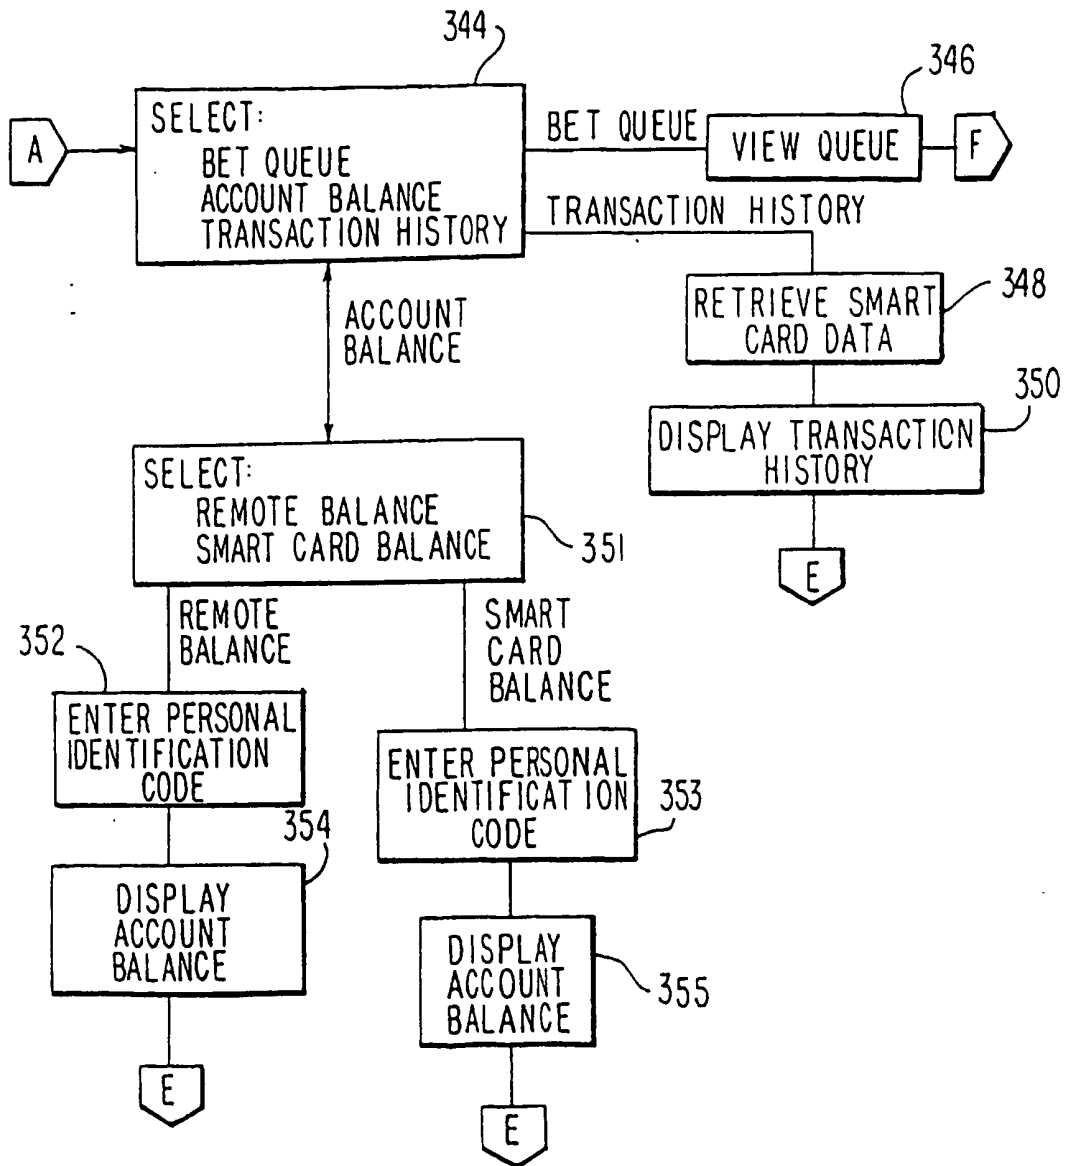 344
A
SELECT:
BET QUEUE
ACCOUNT BALANCE
TRANSACTION HISTORY
BET QUEUE
346
VIEW QUEUE
F
TRANSACTION HISTORY
348
RETRIEVE SMART
CARD DATA
350
DISPLAY TRANSACTION
HISTORY
E
ACCOUNT
BALANCE
SELECT:
REMOTE BALANCE
SMART CARD BALANCE
351
REMOTE
BALANCE
352
ENTER PERSONAL
IDENTIFICATION
CODE
354
DISPLAY
ACCOUNT
BALANCE
E
SMART
CARD
BALANCE
ENTER PERSONAL
IDENTIFICATION
CODE
353
DISPLAY
ACCOUNT
BALANCE
355
E